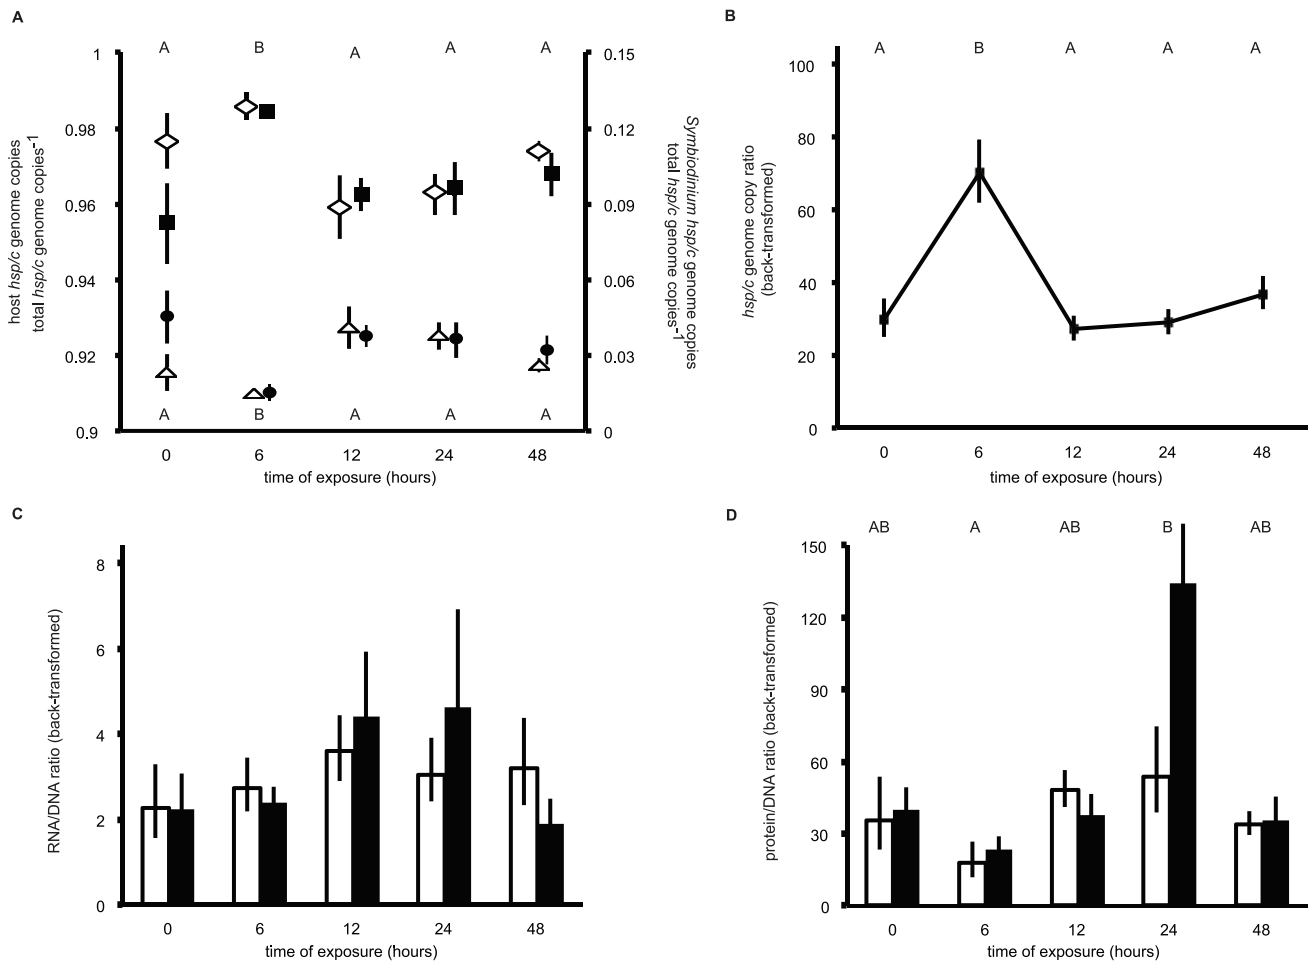 A
A B A A A
1
0.98
0.96
0.94
0.92
0.9
host hsp/c genome copies
total hsp/c genome copies-1
0.15
0.12
0.09
0.06
0.03
0
Symbiodinium hsp/c genome copies
total hsp/c genome copies-1
A B A A A
0 6 12 24 48
time of exposure (hours)
B
A B A A A
100
80
60
40
20
0
hsp/c genome copy ratio
(back-transformed)
0 6 12 24 48
time of exposure (hours)
C
8
6
4
2
0
RNA/DNA ratio (back-transformed)
0 6 12 24 48
time of exposure (hours)
D
AB A AB B AB
150
120
90
60
30
0
protein/DNA ratio (back-transformed)
0 6 12 24 48
time of exposure (hours)